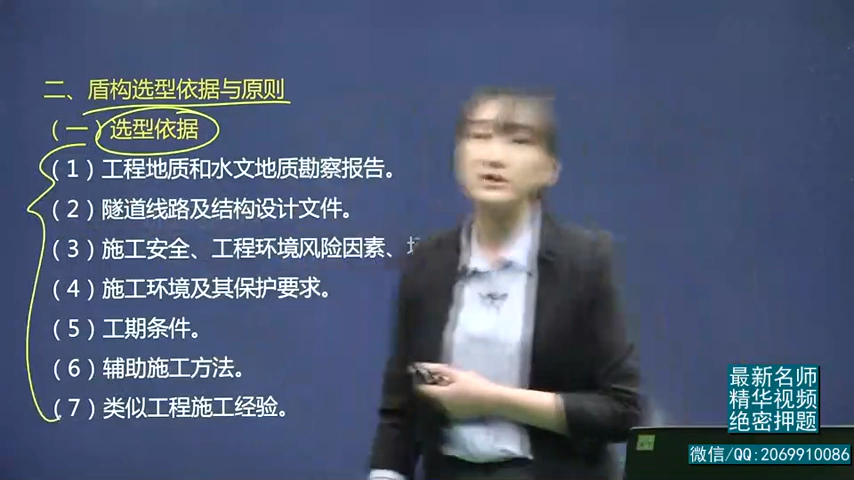 二、盾构选型依据与原则
（一）选型依据
（1）工程地质和水文地质勘察报告。
（2）隧道线路及结构设计文件。
（3）施工安全、工程环境风险因素、
（4）施工环境及其保护要求。
（5）工期条件。
（6）辅助施工方法。
（7）类似工程施工经验。
最新名师
精华视频
绝密押题
微信/QQ:2069910086